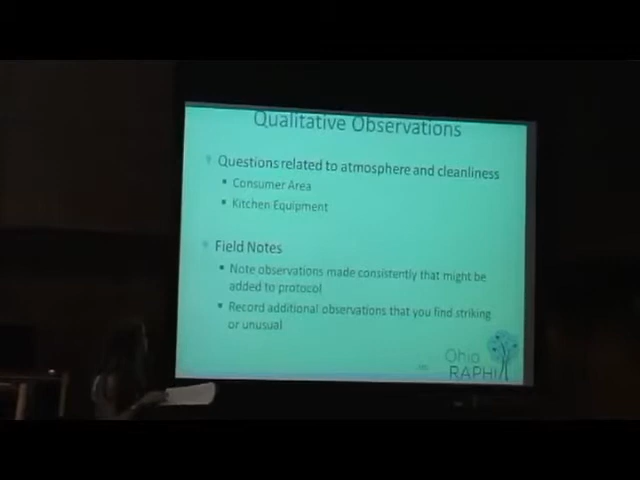 Qualitative Observations
Questions related to atmosphere and cleanliness
Consumer Area
Kitchen Equipment
Field Notes
Note observations made consistently that might be
added to protocol
Record additional observations that you find striking
or unusual
Ohio
RAPHI